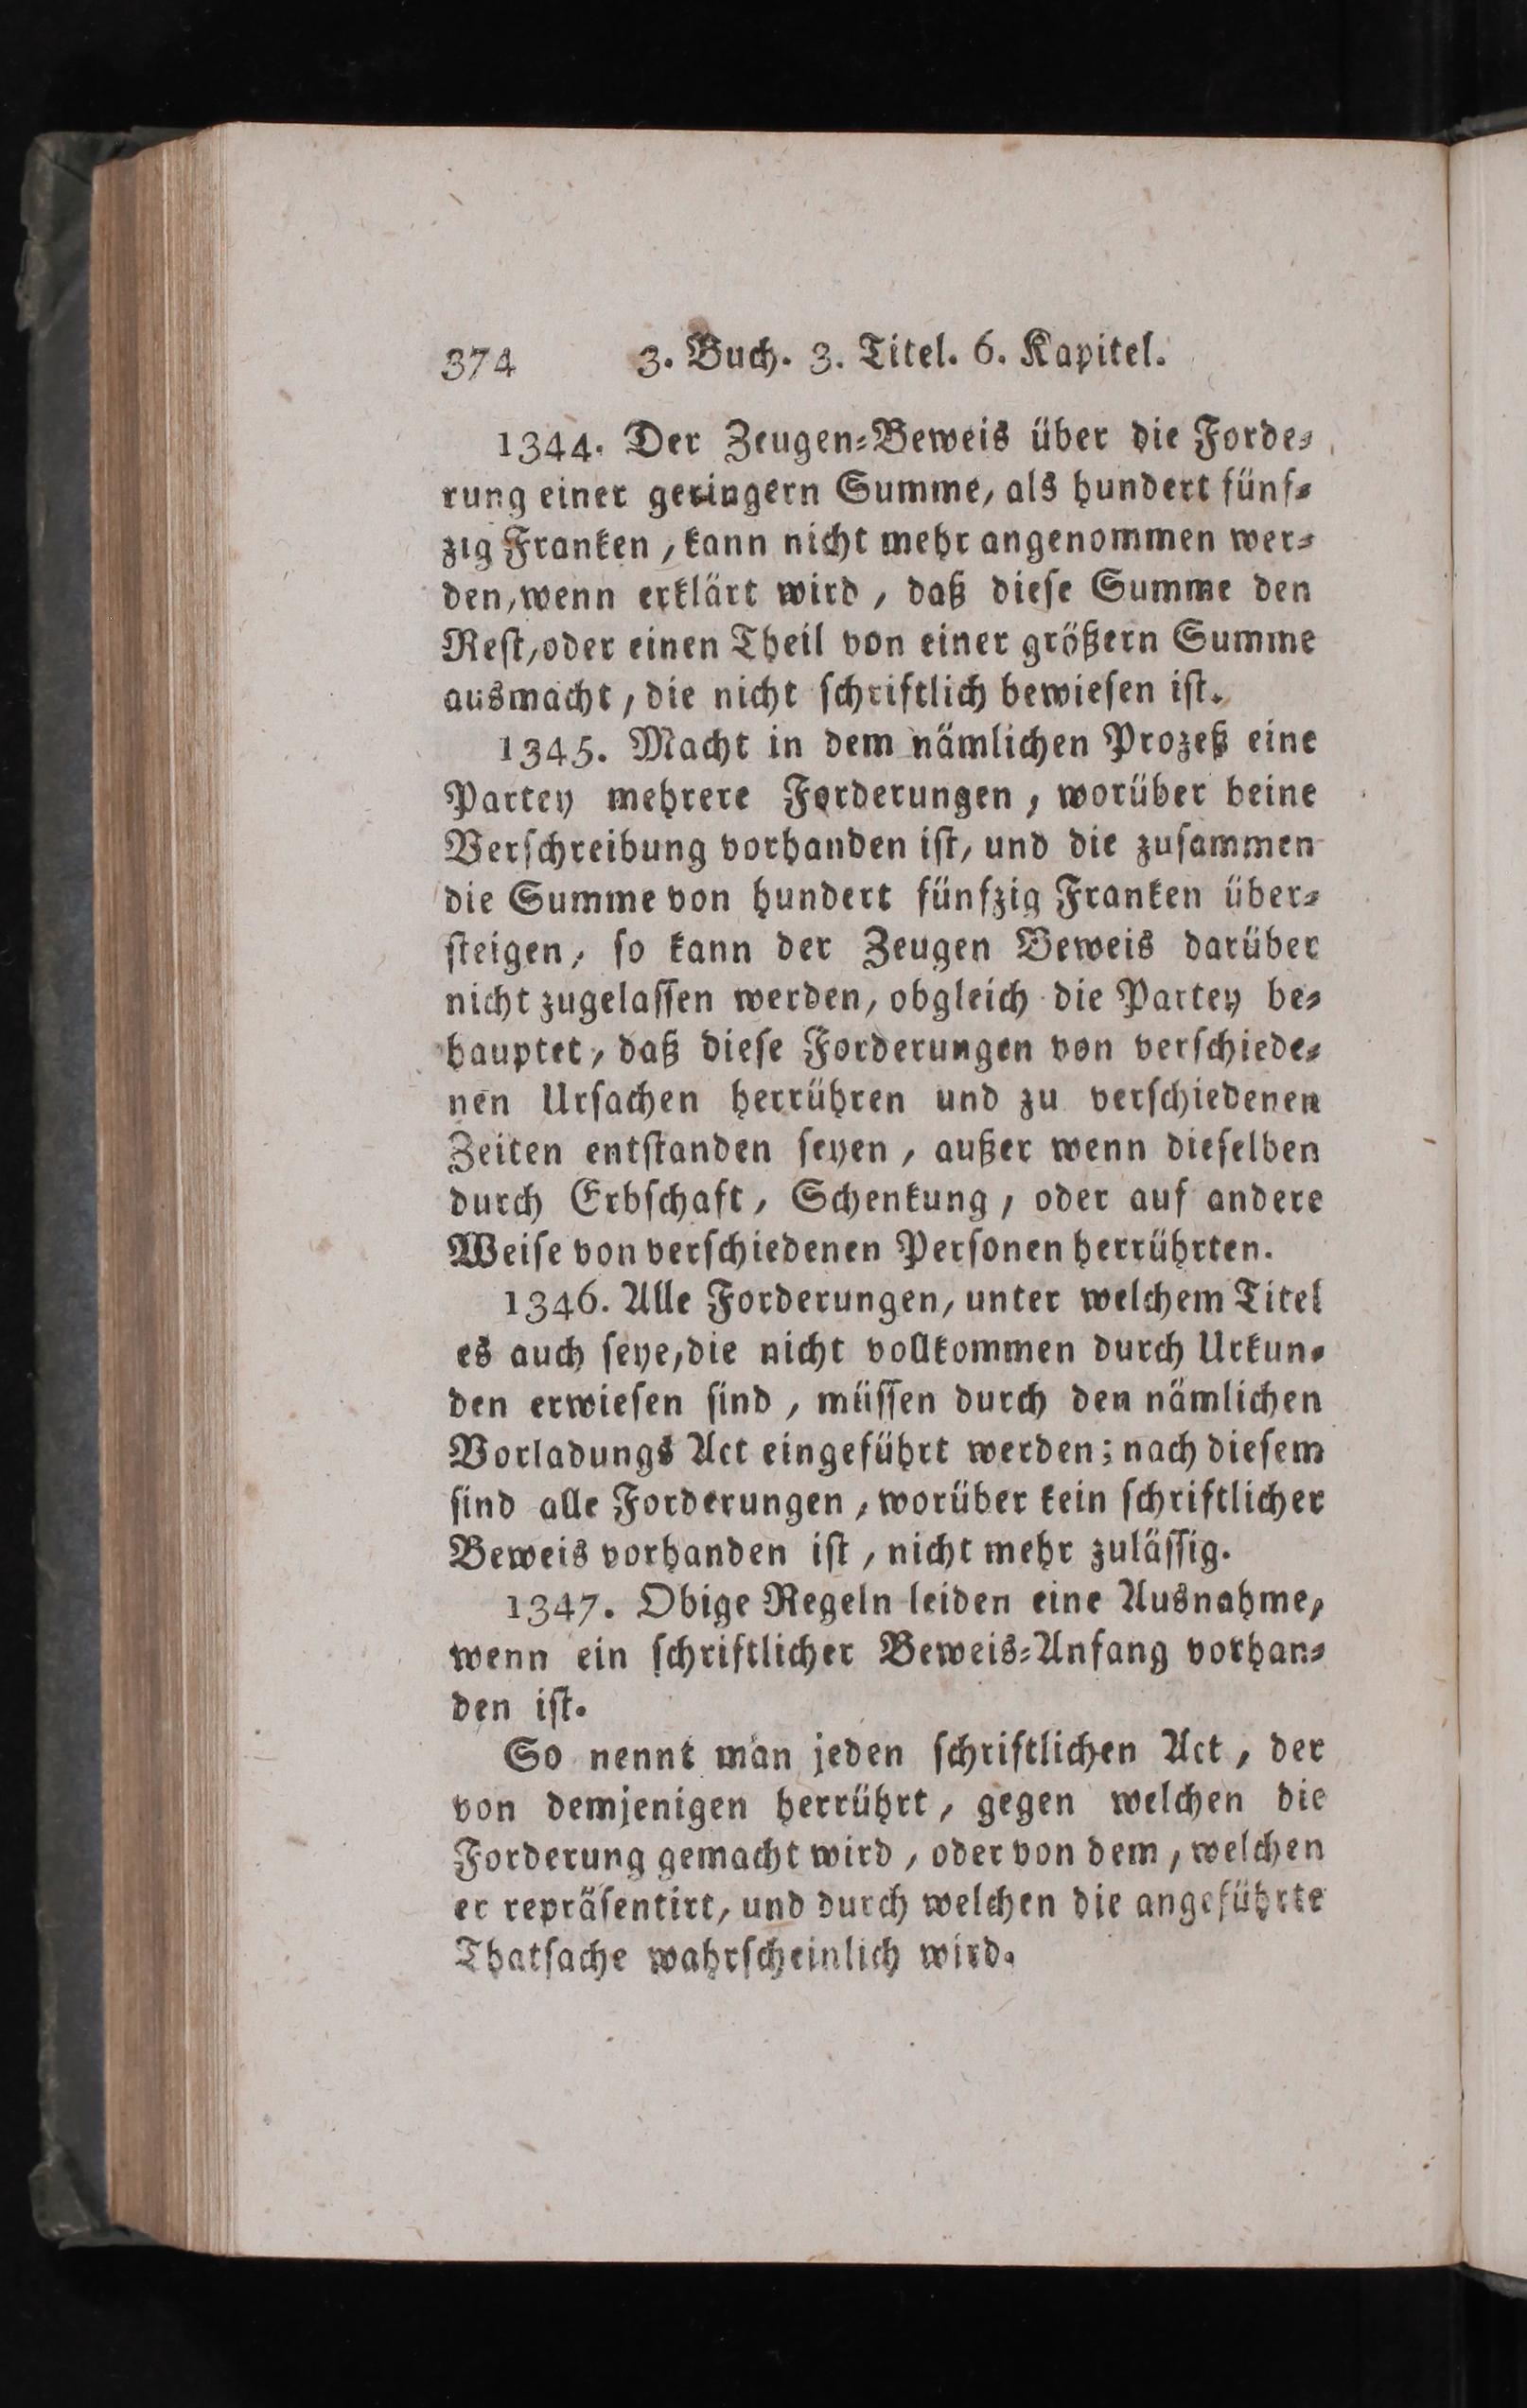 374 3. Buch. 3. Titel. 6. Kapitel.
1344. Der Zeugen-Beweis über die Forde-
rung einer geringern Summe, als hundert fünf-
zig Franken, kann nicht mehr angenommen wer-
den, wenn erklärt wird, daß diese Summe den
Rest, oder einen Theil von einer größern Summe
ausmacht, die nicht schriftlich bewiesen ist.
1345. Macht in dem nämlichen Prozeß eine
Partey mehrere Forderungen, worüber beine
Verschreibung vorhanden ist, und die zusammen
die Summe von hundert fünfzig Franken über-
steigen, so kann der Zeugen Beweis darüber
nicht zugelassen werden, obgleich die Partey be-
hauptet, daß diese Forderungen von verschiede-
nen Ursachen herrühren und zu verschiedenen
Zeiten entstanden seyen, außer wenn dieselben
durch Erbschaft, Schenkung, oder auf andere
Weise von verschiedenen Personen herrührten.
1346. Alle Forderungen, unter welchem Titel
es auch seye, die nicht vollkommen durch Urkun-
den erwiesen sind, müssen durch den nämlichen
Vorladungs Act eingeführt werden; nach diesem
sind alle Forderungen, worüber kein schriftlicher
Beweis vorhanden ist, nicht mehr zulässig.
1347. Obige Regeln leiden eine Ausnahme,
wenn ein schriftlicher Beweis-Anfang vorhan-
den ist.
So nennt man jeden schriftlichen Act, der
von demjenigen herrührt, gegen welchen die
Forderung gemacht wird, oder von dem, welchen
er repräsentirt, und durch welchen die angeführte
Thatsache wahrscheinlich wird.